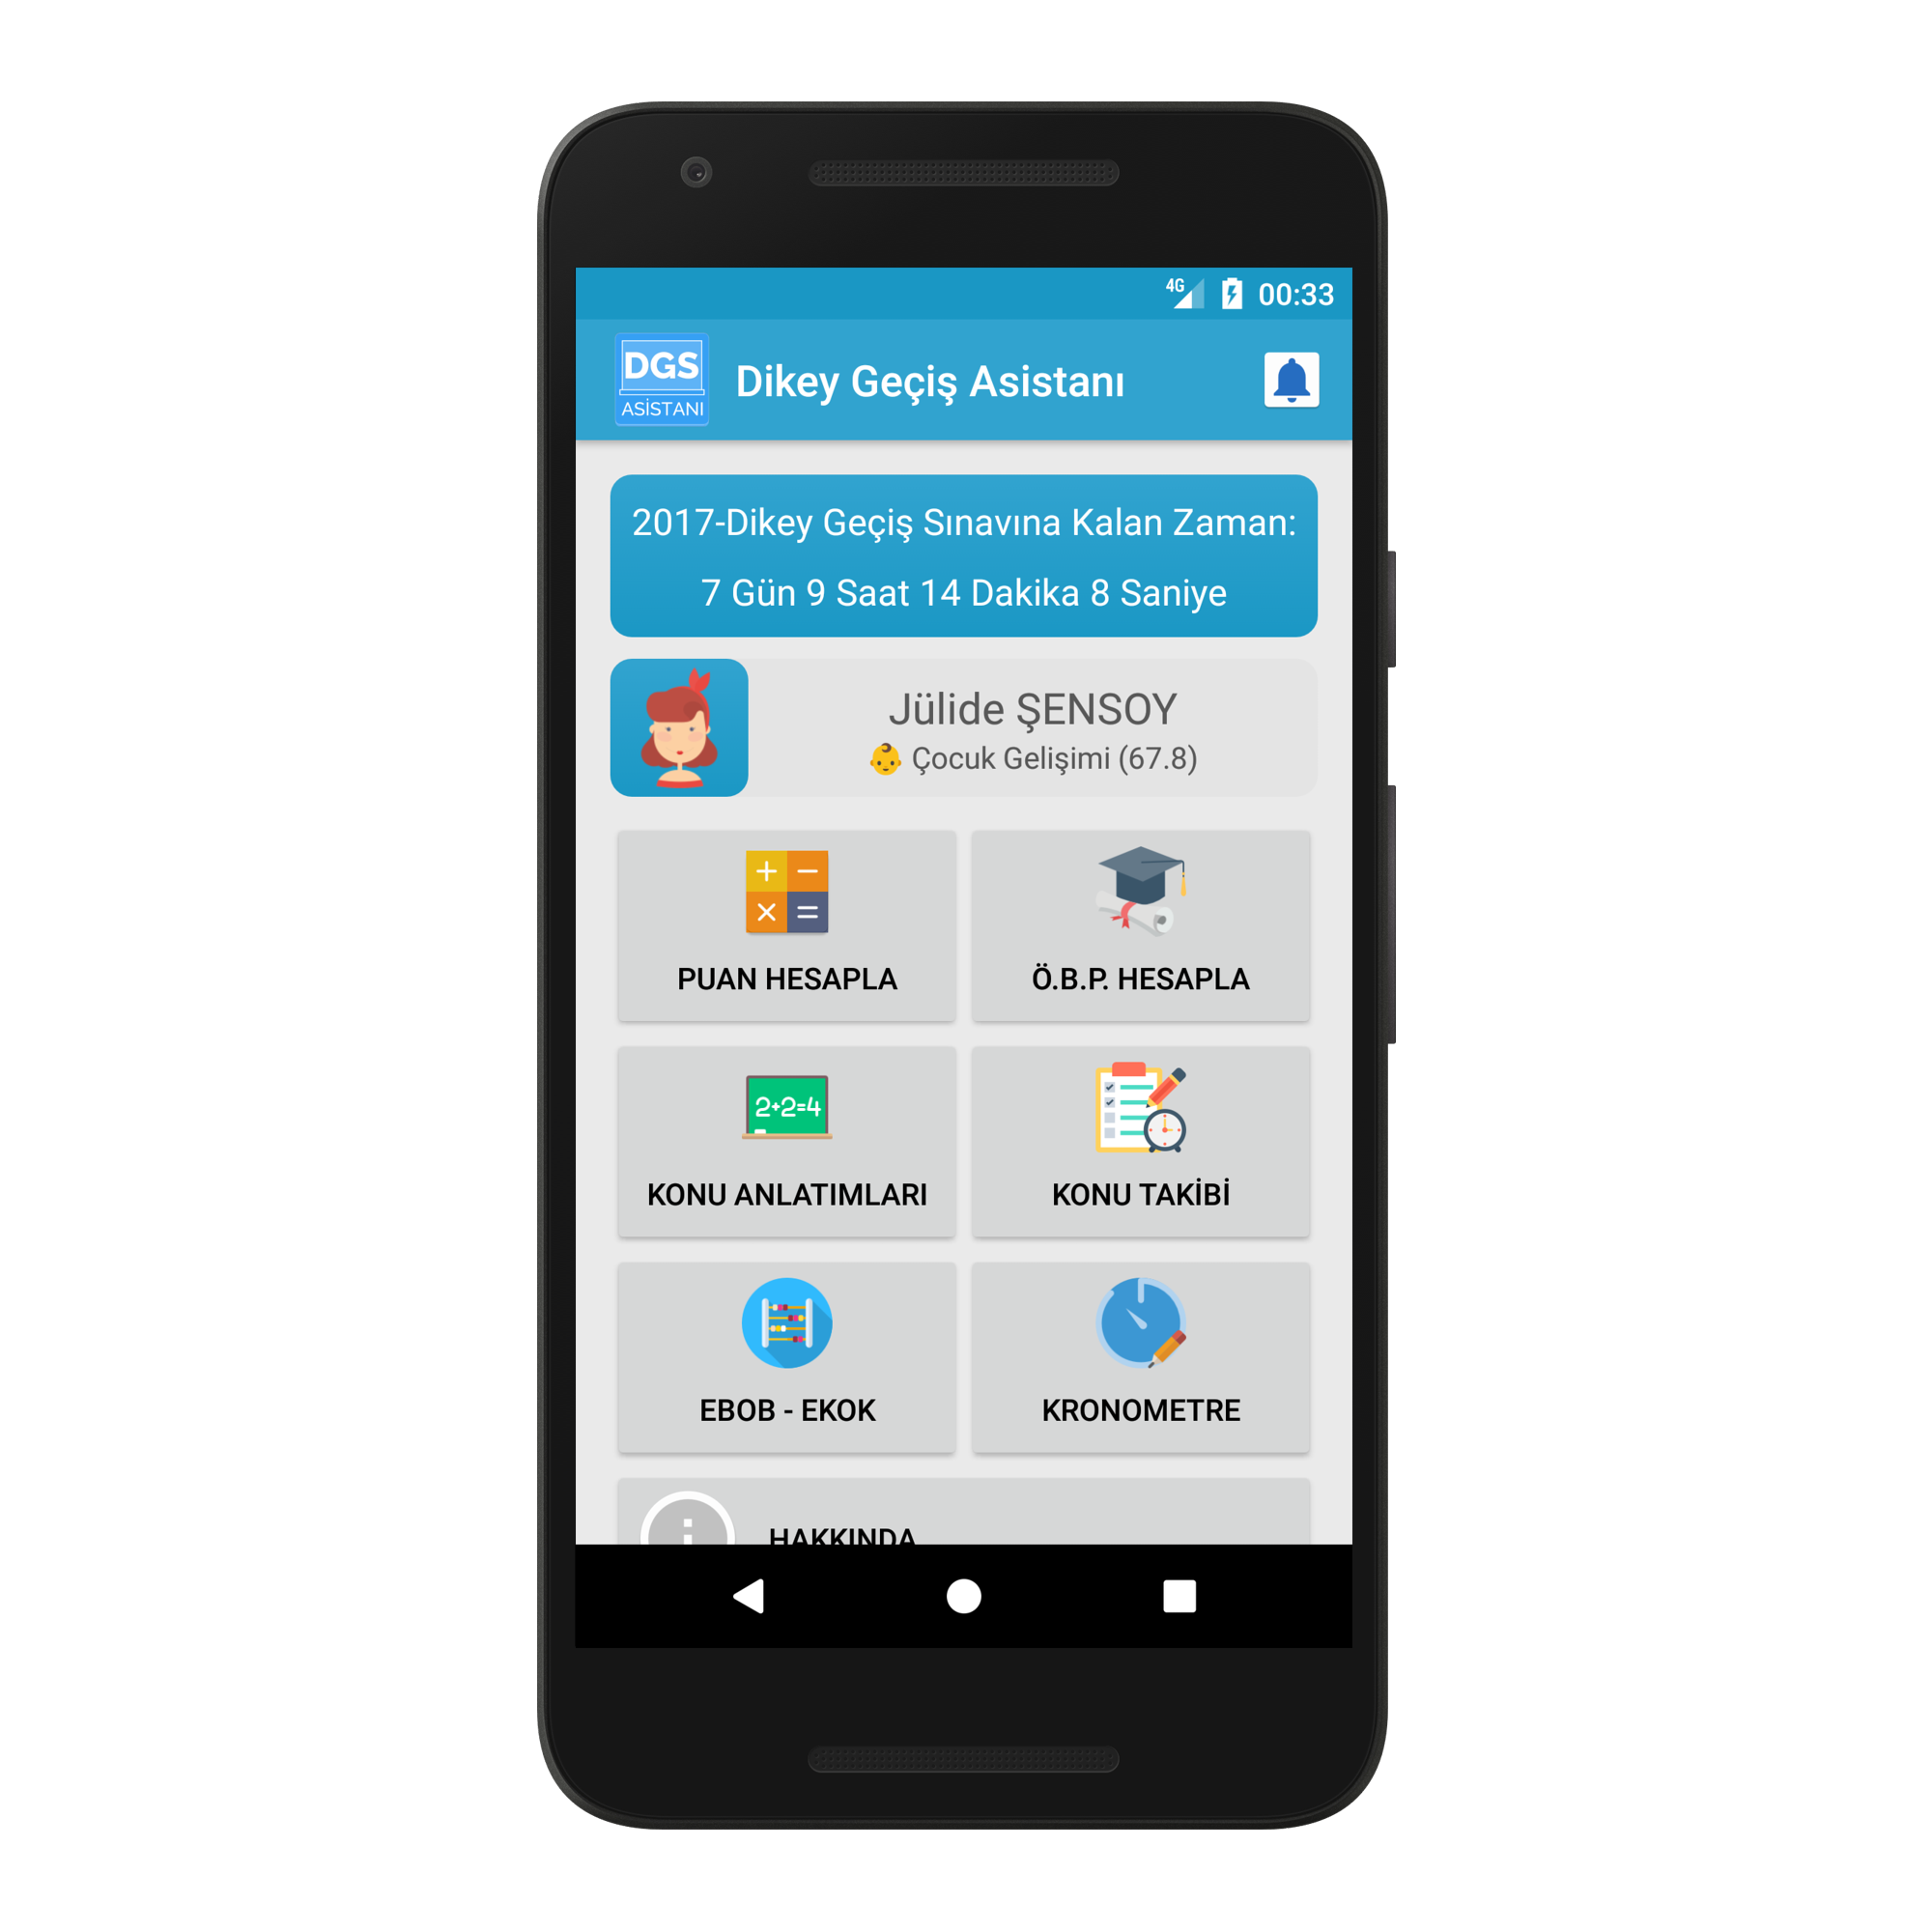 4G 00:33
DGS
ASİSTANI
Dikey Geçiş Asistanı
2017-Dikey Geçiş Sınavına Kalan Zaman:
7 Gün 9 Saat 14 Dakika 8 Saniye
Jülide ŞENSOY
👶 Çocuk Gelişimi (67.8)
PUAN HESAPLA
Ö.B.P. HESAPLA
2+2=4
KONU ANLATIMLARI
KONU TAKİBİ
EBOB - EKOK
KRONOMETRE
HAKKINDA